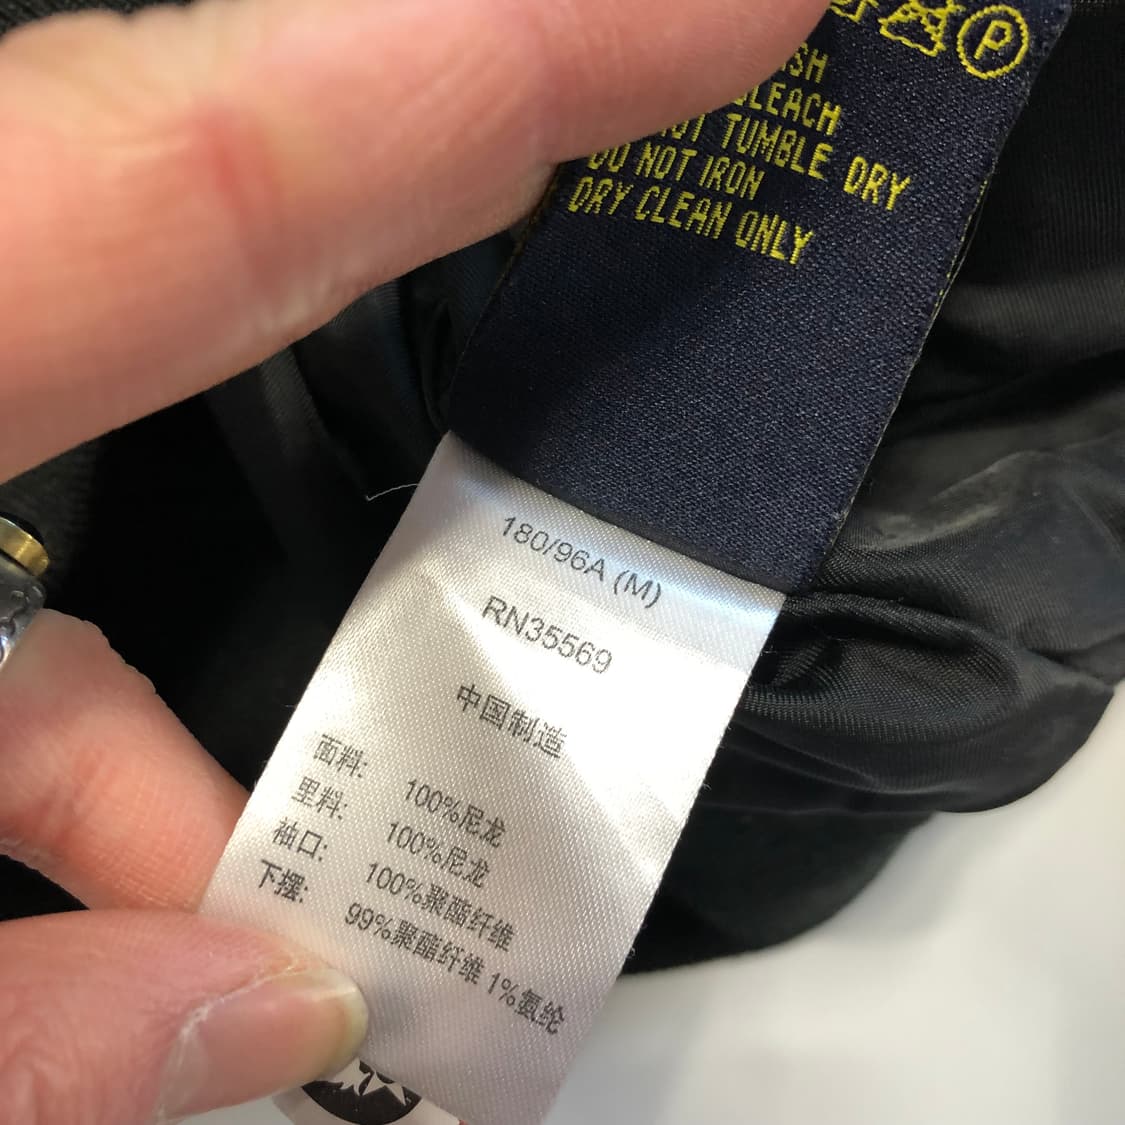 P
BLEACH
NOT TUMBLE DRY
DO NOT IRON
DRY CLEAN ONLY
180/96A (M)
RN35569
中国制造
面料: 100%尼龙
里料: 100%尼龙
袖口: 100%聚酯纤维
下摆: 99%聚酯纤维 1%氨纶